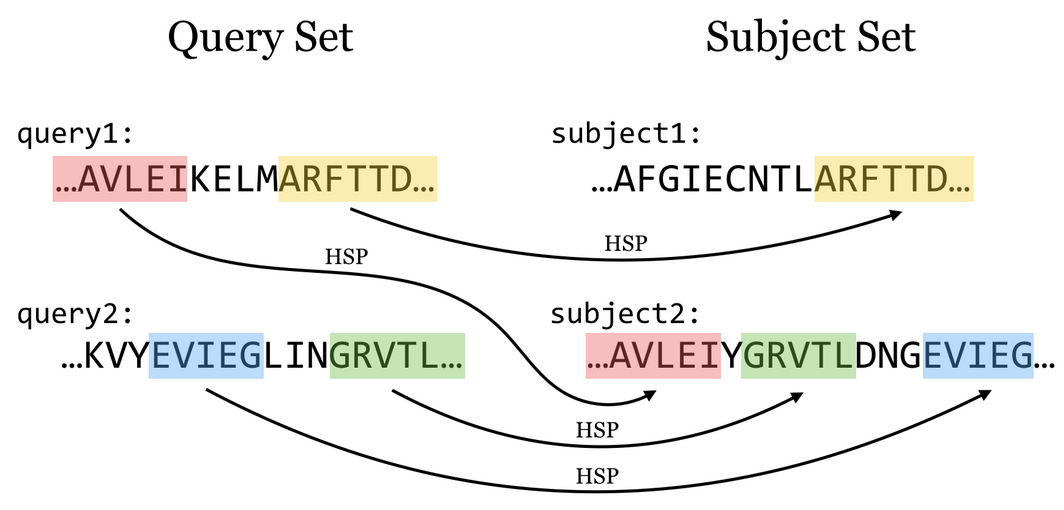 Query Set
Subject Set
query1:
…AVLEIKELMARFTTD…
subject1:
…AFGIECNTLARFTTD…
HSP
HSP
query2:
…KVYEVIEGLINGRVTL…
subject2:
…AVLEIYGRVTLDNGEVIEG…
HSP
HSP